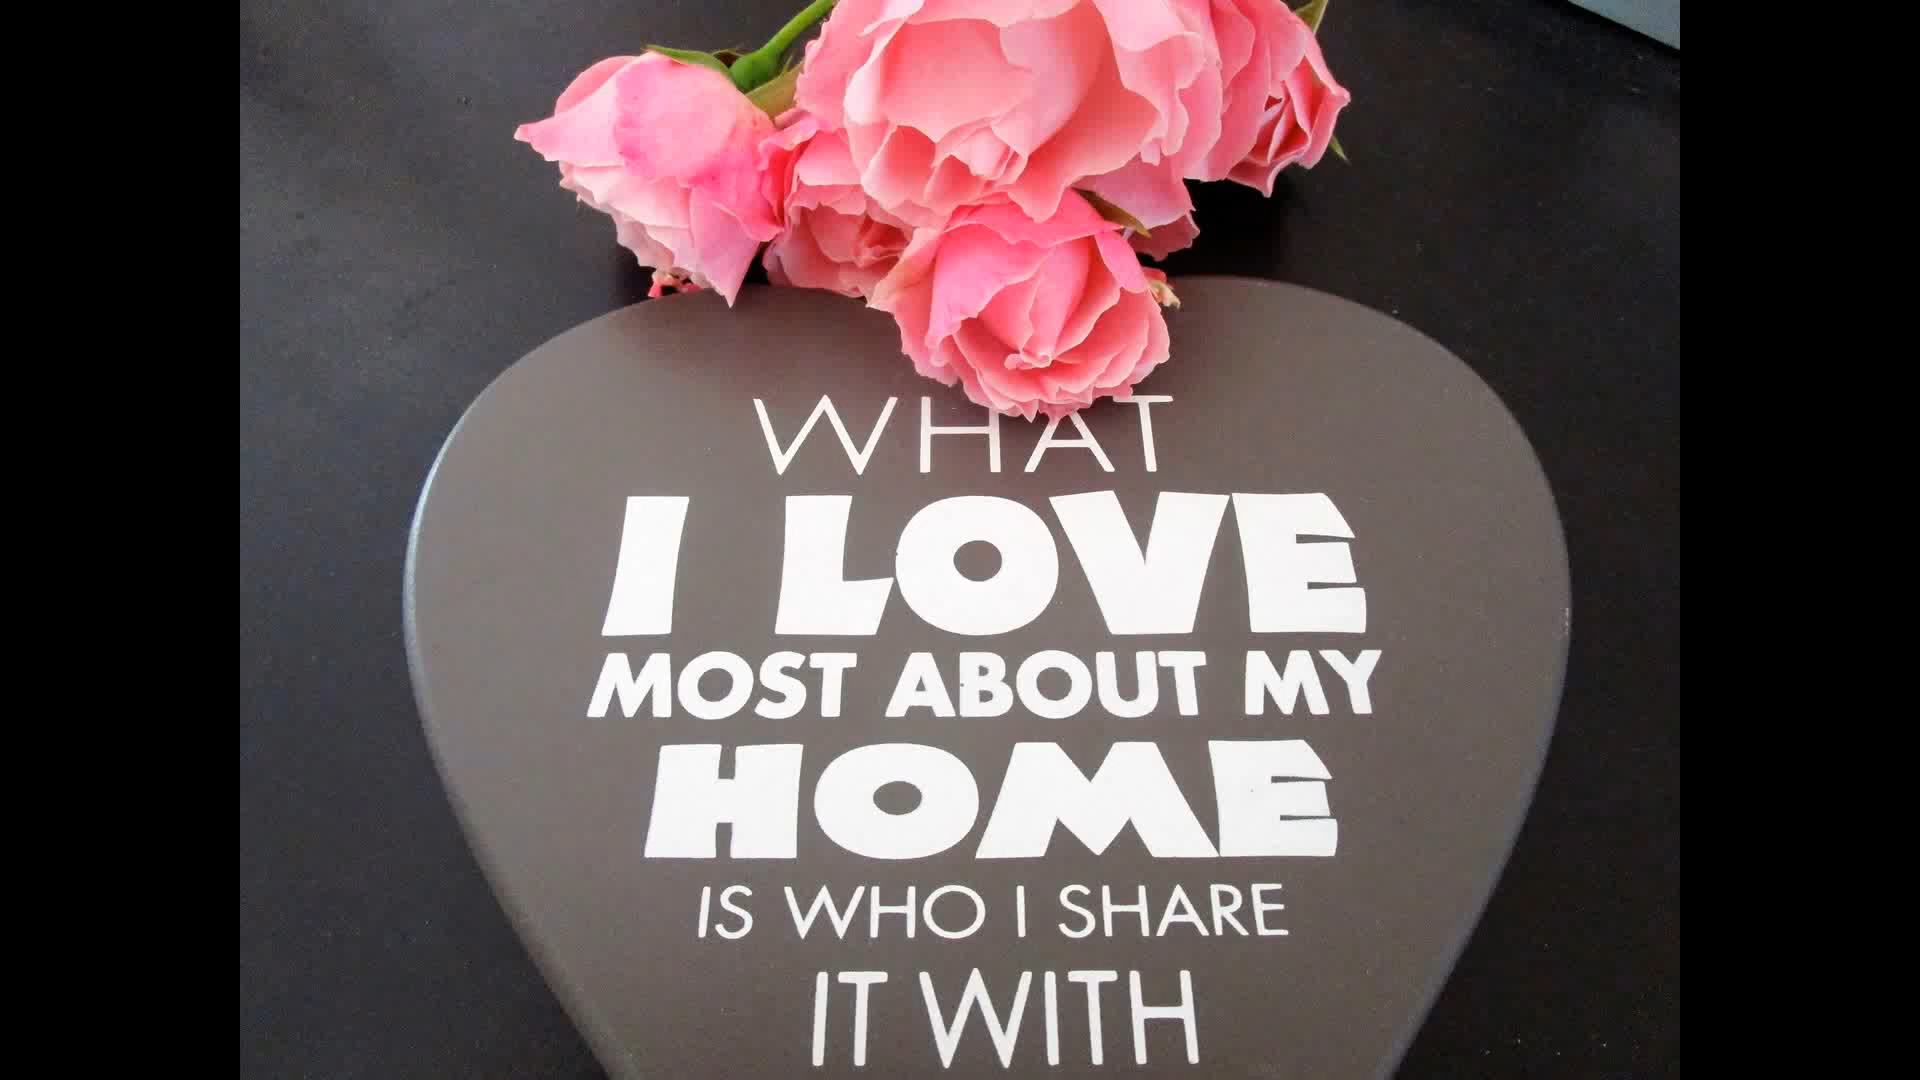 WHAT
I LOVE
MOST ABOUT MY
HOME
IS WHO I SHARE
IT WITH